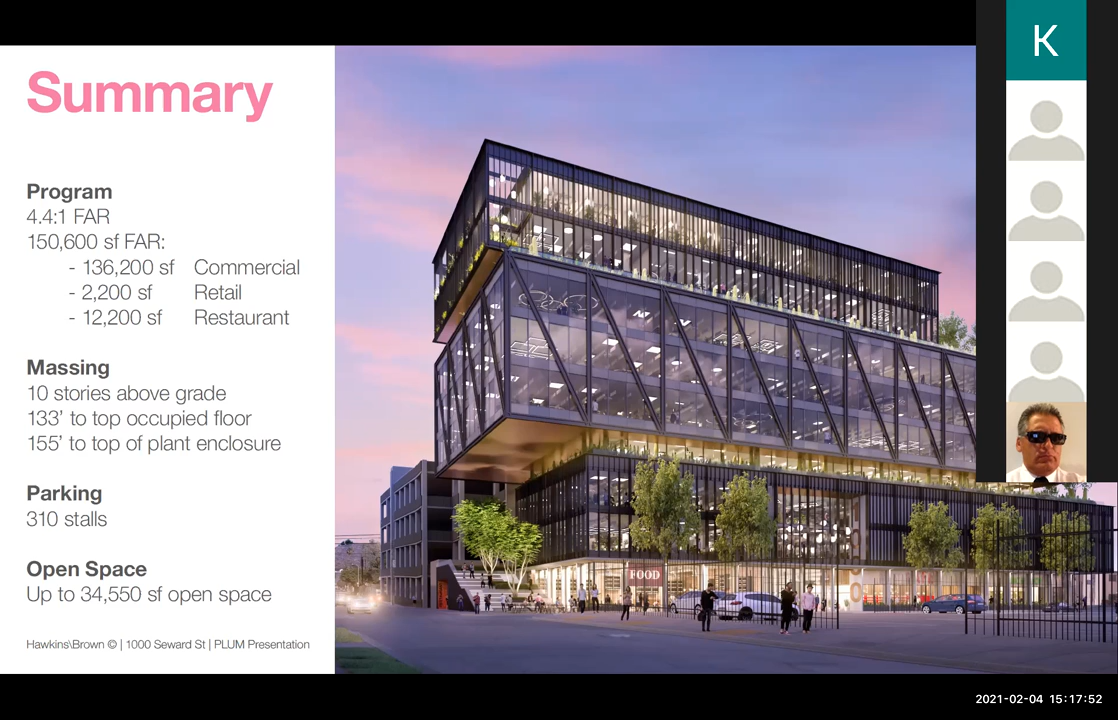 Summary
Program
4.4:1 FAR
150,600 sf FAR:
- 136,200 sf Commercial
- 2,200 sf Retail
- 12,200 sf Restaurant
Massing
10 stories above grade
133’ to top occupied floor
155’ to top of plant enclosure
Parking
310 stalls
Open Space
Up to 34,550 sf open space
Hawkins\Brown © | 1000 Seward St | PLUM Presentation
FOOD
K
2021-02-04 15:17:52